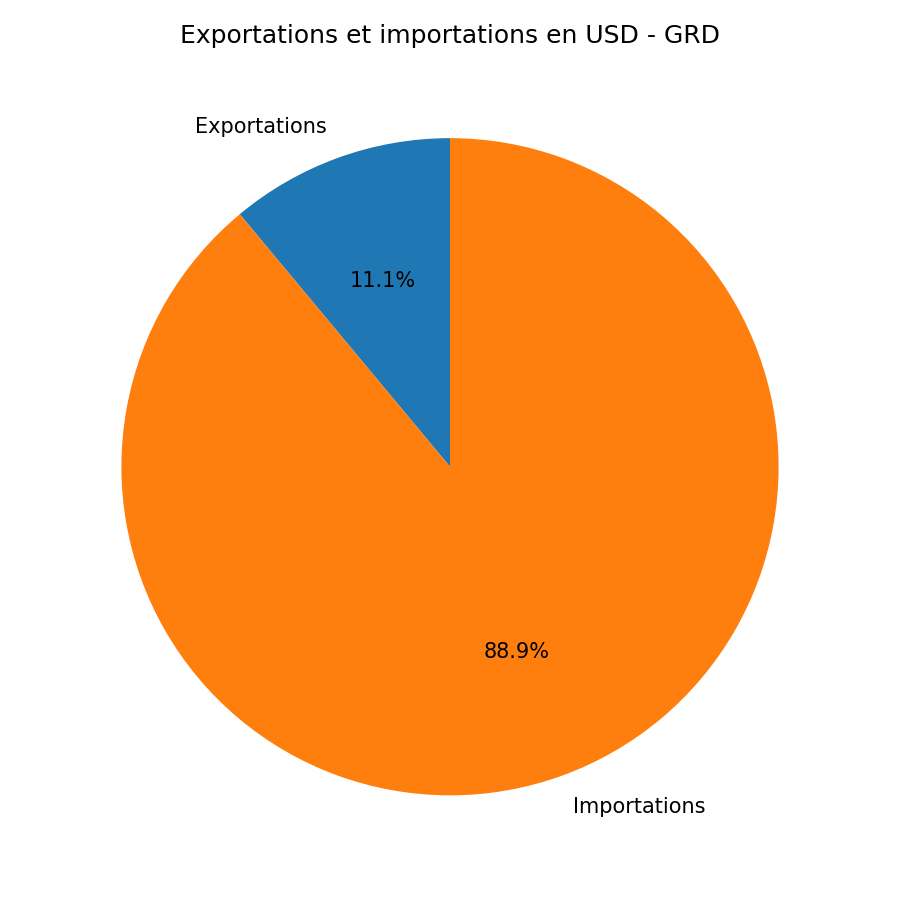 Exportations et importations en USD - GRD
Exportations
11.1%
88.9%
Importations